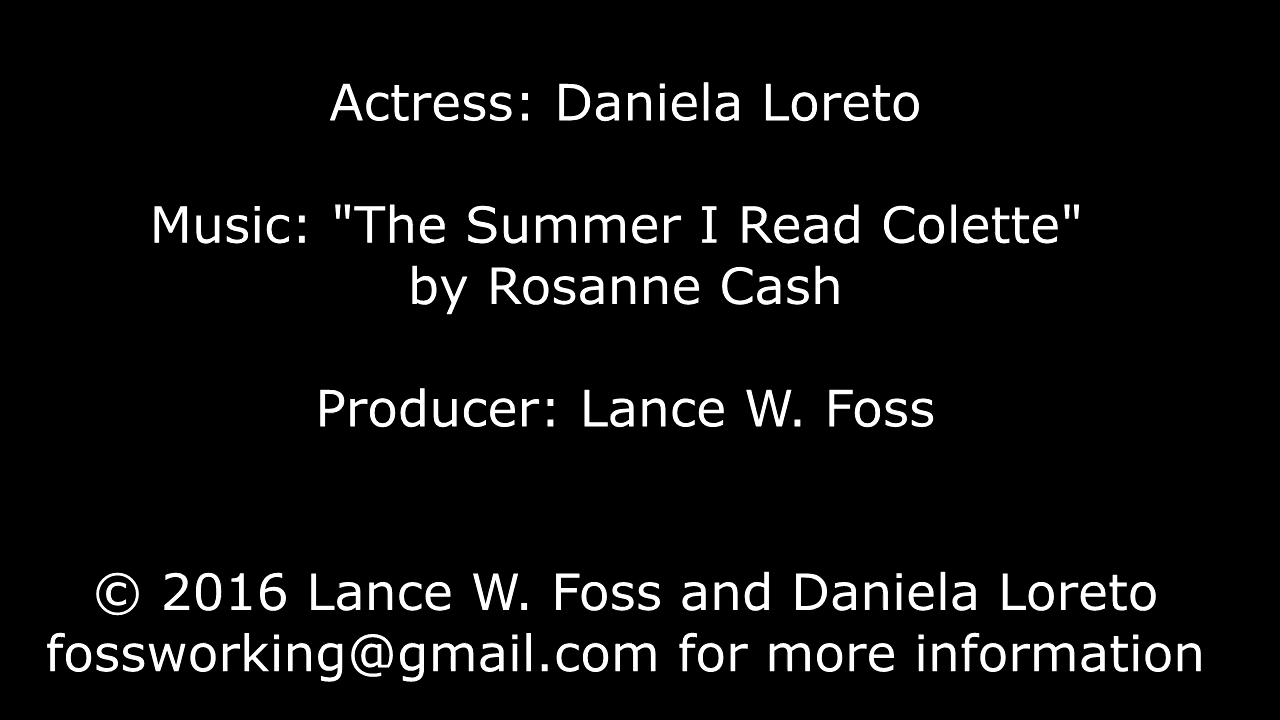 Actress: Daniela Loreto
Music: "The Summer I Read Colette"
by Rosanne Cash
Producer: Lance W. Foss
© 2016 Lance W. Foss and Daniela Loreto
fossworking@gmail.com for more information